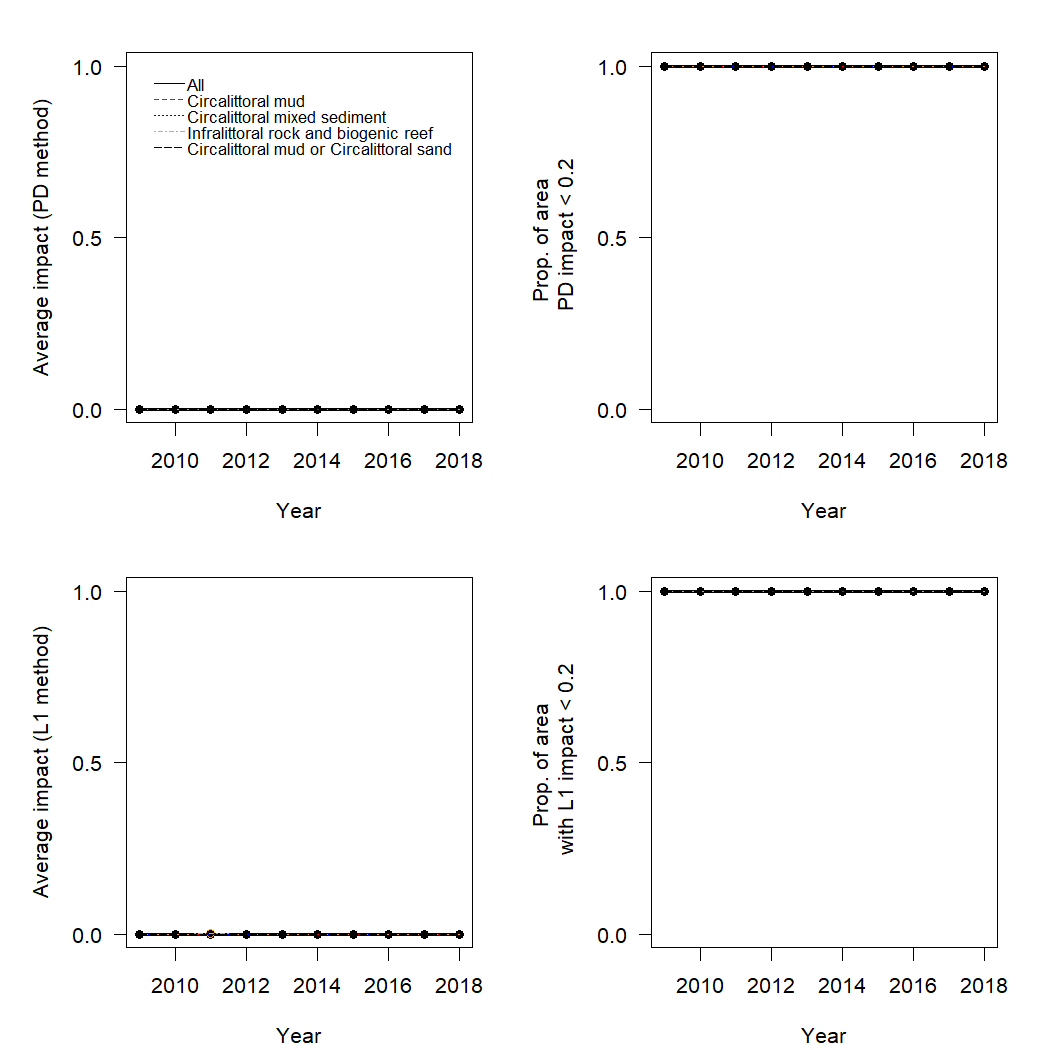 Average impact (PD method)
1.0
0.5
0.0
All
Circalittoral mud
Circalittoral mixed sediment
Infralittoral rock and biogenic reef
Circalittoral mud or Circalittoral sand
2010 2012 2014 2016 2018
Year
Prop. of area
PD impact < 0.2
1.0
0.5
0.0
2010 2012 2014 2016 2018
Year
Average impact (L1 method)
1.0
0.5
0.0
2010 2012 2014 2016 2018
Year
Prop. of area
with L1 impact < 0.2
1.0
0.5
0.0
2010 2012 2014 2016 2018
Year